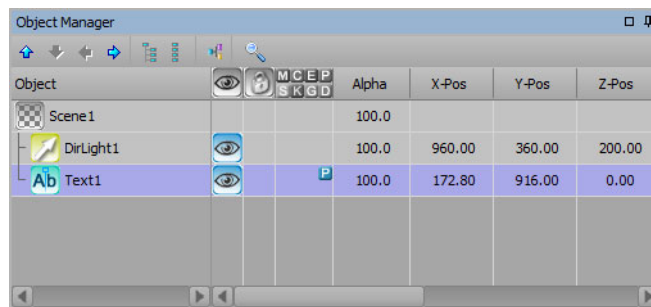 Object Manager
Object M C E P Alpha X-Pos Y-Pos Z-Pos
S K G D
Scene1 100.0
DirLight1 100.0 960.00 360.00 200.00
Ab Text1 P 100.0 172.80 916.00 0.00